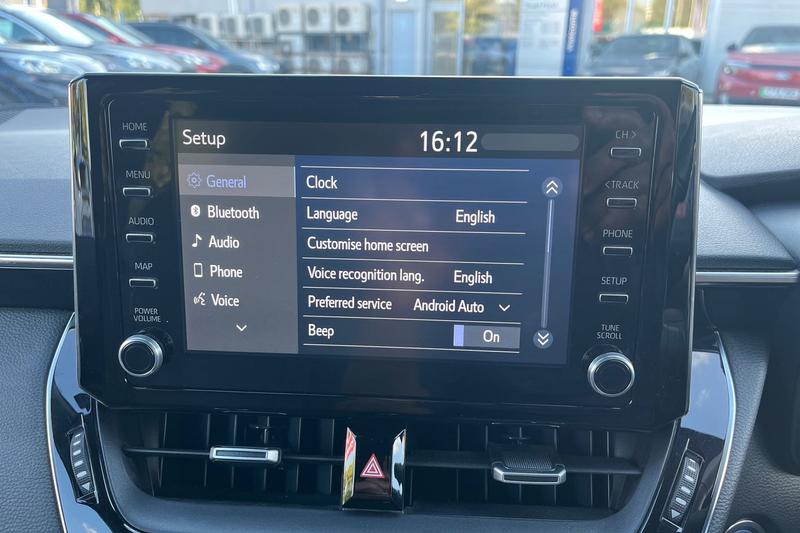 HOME
MENU
AUDIO
MAP
POWER
VOLUME
Setup
16:12
General
Bluetooth
Audio
Phone
Voice
Clock
Language English
Customise home screen
Voice recognition lang. English
Preferred service Android Auto
Beep On
CH >
< TRACK
PHONE
SETUP
TUNE
SCROLL